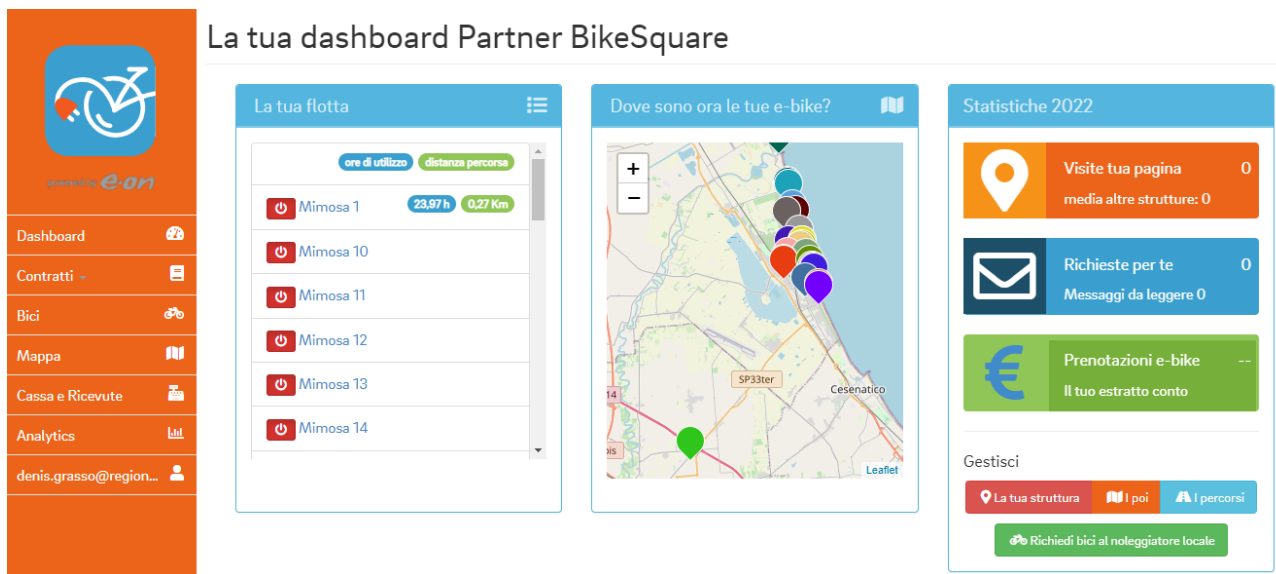 La tua dashboard Partner BikeSquare
powered by e·on
Dashboard
Contratti
Bici
Mappa
Cassa e Ricevute
Analytics
denis.grasso@region...
La tua flotta
ore di utilizzo distanza percorsa
Mimosa 1 23,97 h 0,27 Km
Mimosa 10
Mimosa 11
Mimosa 12
Mimosa 13
Mimosa 14
Dove sono ora le tue e-bike?
+
−
SP33ter
Cesenatico
14
Leaflet
Statistiche 2022
Visite tua pagina 0
media altre strutture: 0
Richieste per te 0
Messaggi da leggere 0
€
Prenotazioni e-bike --
Il tuo estratto conto
Gestisci
La tua struttura I poi I percorsi
Richiedi bici al noleggiatore locale